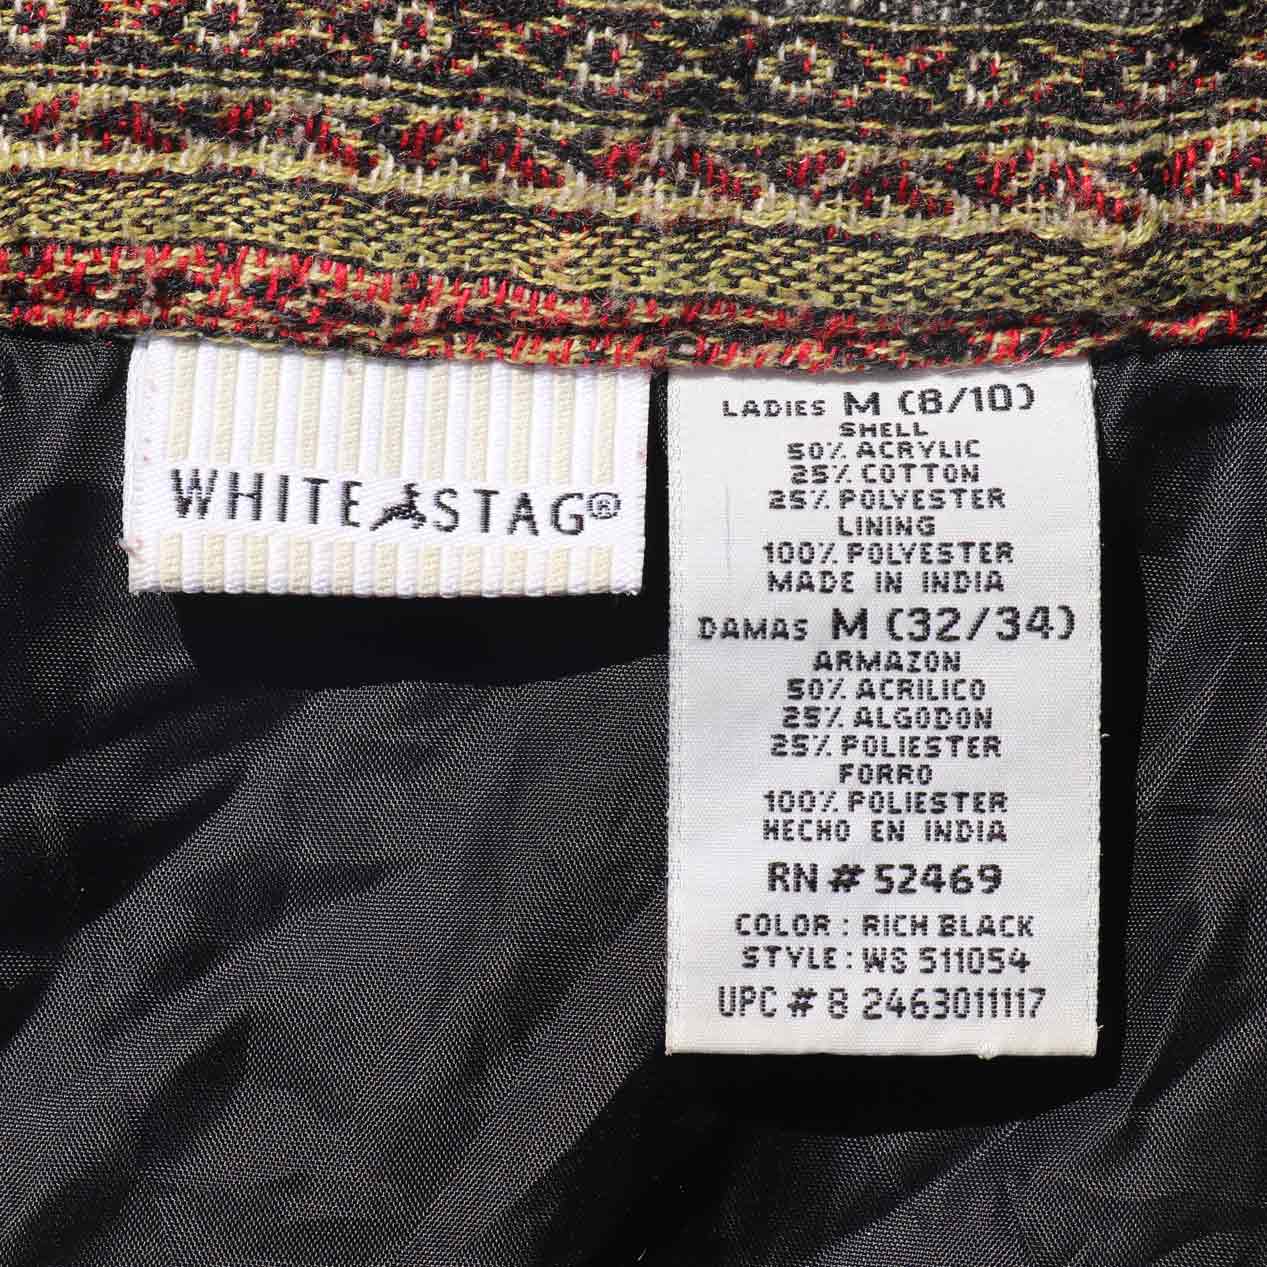 WHITE STAG®
LADIES M (8/10)
SHELL
50% ACRYLIC
25% COTTON
25% POLYESTER
LINING
100% POLYESTER
MADE IN INDIA
DAMAS M (32/34)
ARMAZON
50% ACRILICO
25% ALGODON
25% POLIESTER
FORRO
100% POLIESTER
HECHO EN INDIA
RN # 52469
COLOR : RICH BLACK
STYLE : WS 511054
UPC # 8 2463011117